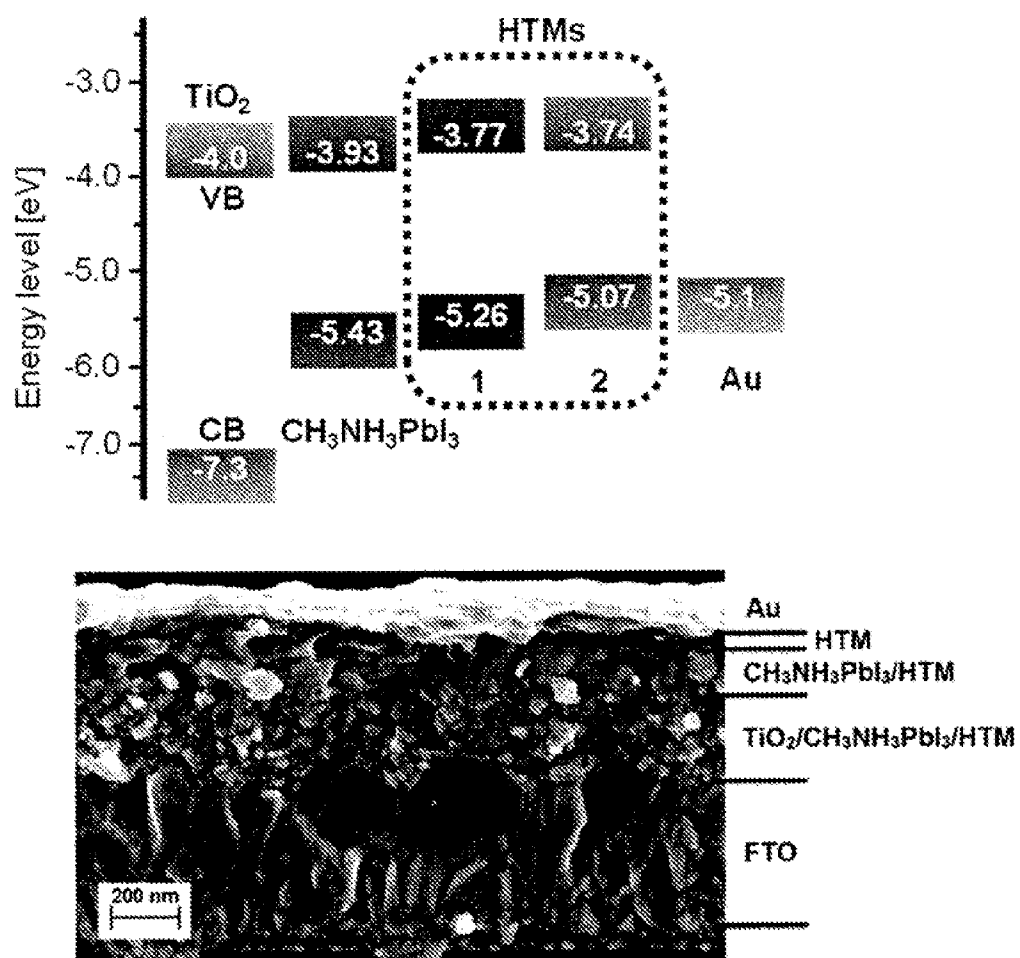 HTMs
-3.0
TiO₂
-4.0 -3.93 -3.77 -3.74
-4.0
VB
Energy level [eV]
-5.0
-5.43 -5.26 -5.07 -5.1
-6.0
1 2 Au
CB CH₃NH₃PbI₃
-7.0
-7.3
Au
HTM
CH₃NH₃PbI₃/HTM
TiO₂/CH₃NH₃PbI₃/HTM
FTO
200 nm